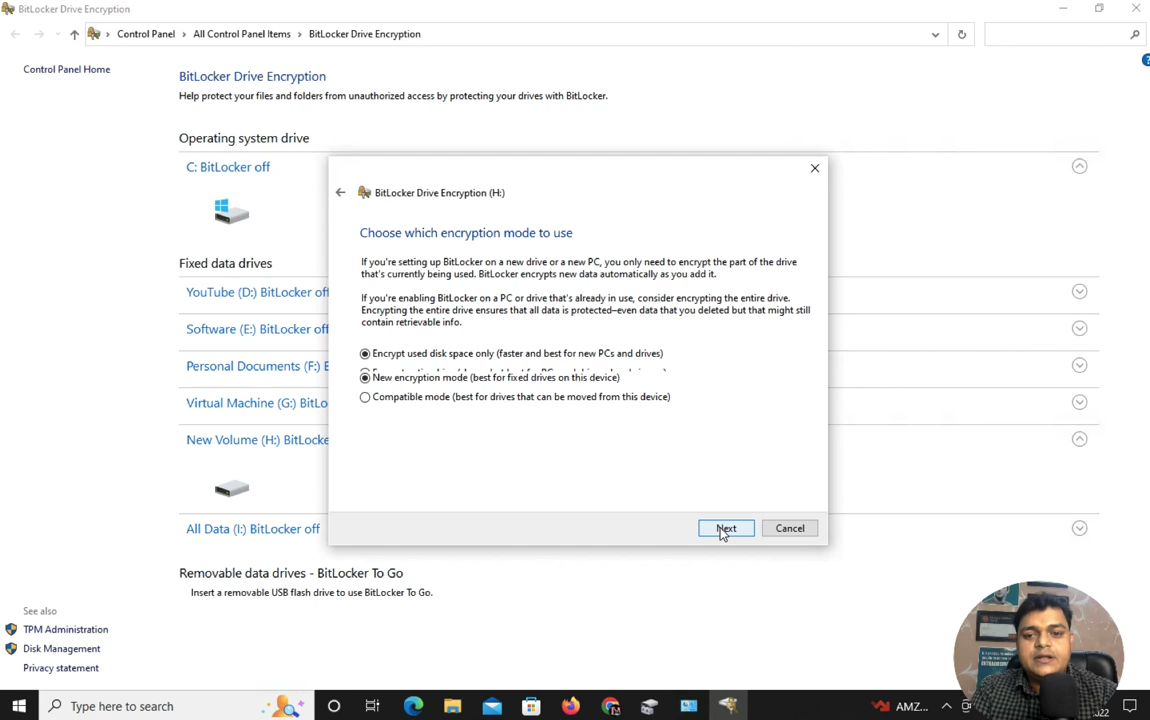 BitLocker Drive Encryption
Control Panel > All Control Panel Items > BitLocker Drive Encryption
Control Panel Home
BitLocker Drive Encryption
Help protect your files and folders from unauthorized access by protecting your drives with BitLocker.
Operating system drive
C: BitLocker off
Fixed data drives
YouTube (D:) BitLocker off
Software (E:) BitLocker off
Personal Documents (F:)
Virtual Machine (G:)
New Volume (H:)
All Data (I:) BitLocker off
Removable data drives - BitLocker To Go
Insert a removable USB flash drive to use BitLocker To Go.
BitLocker Drive Encryption (H:)
Choose which encryption mode to use
If you're setting up BitLocker on a new drive or a new PC, you only need to encrypt the part of the drive
that's currently being used. BitLocker encrypts new data automatically as you add it.
If you're enabling BitLocker on a PC or drive that's already in use, consider encrypting the entire drive.
Encrypting the entire drive ensures that all data is protected–even data that you deleted but that might still
contain retrievable info.
Encrypt used disk space only (faster and best for new PCs and drives)
New encryption mode (best for fixed drives on this device)
Compatible mode (best for drives that can be moved from this device)
Next
Cancel
See also
TPM Administration
Disk Management
Privacy statement
Type here to search
AMZ...